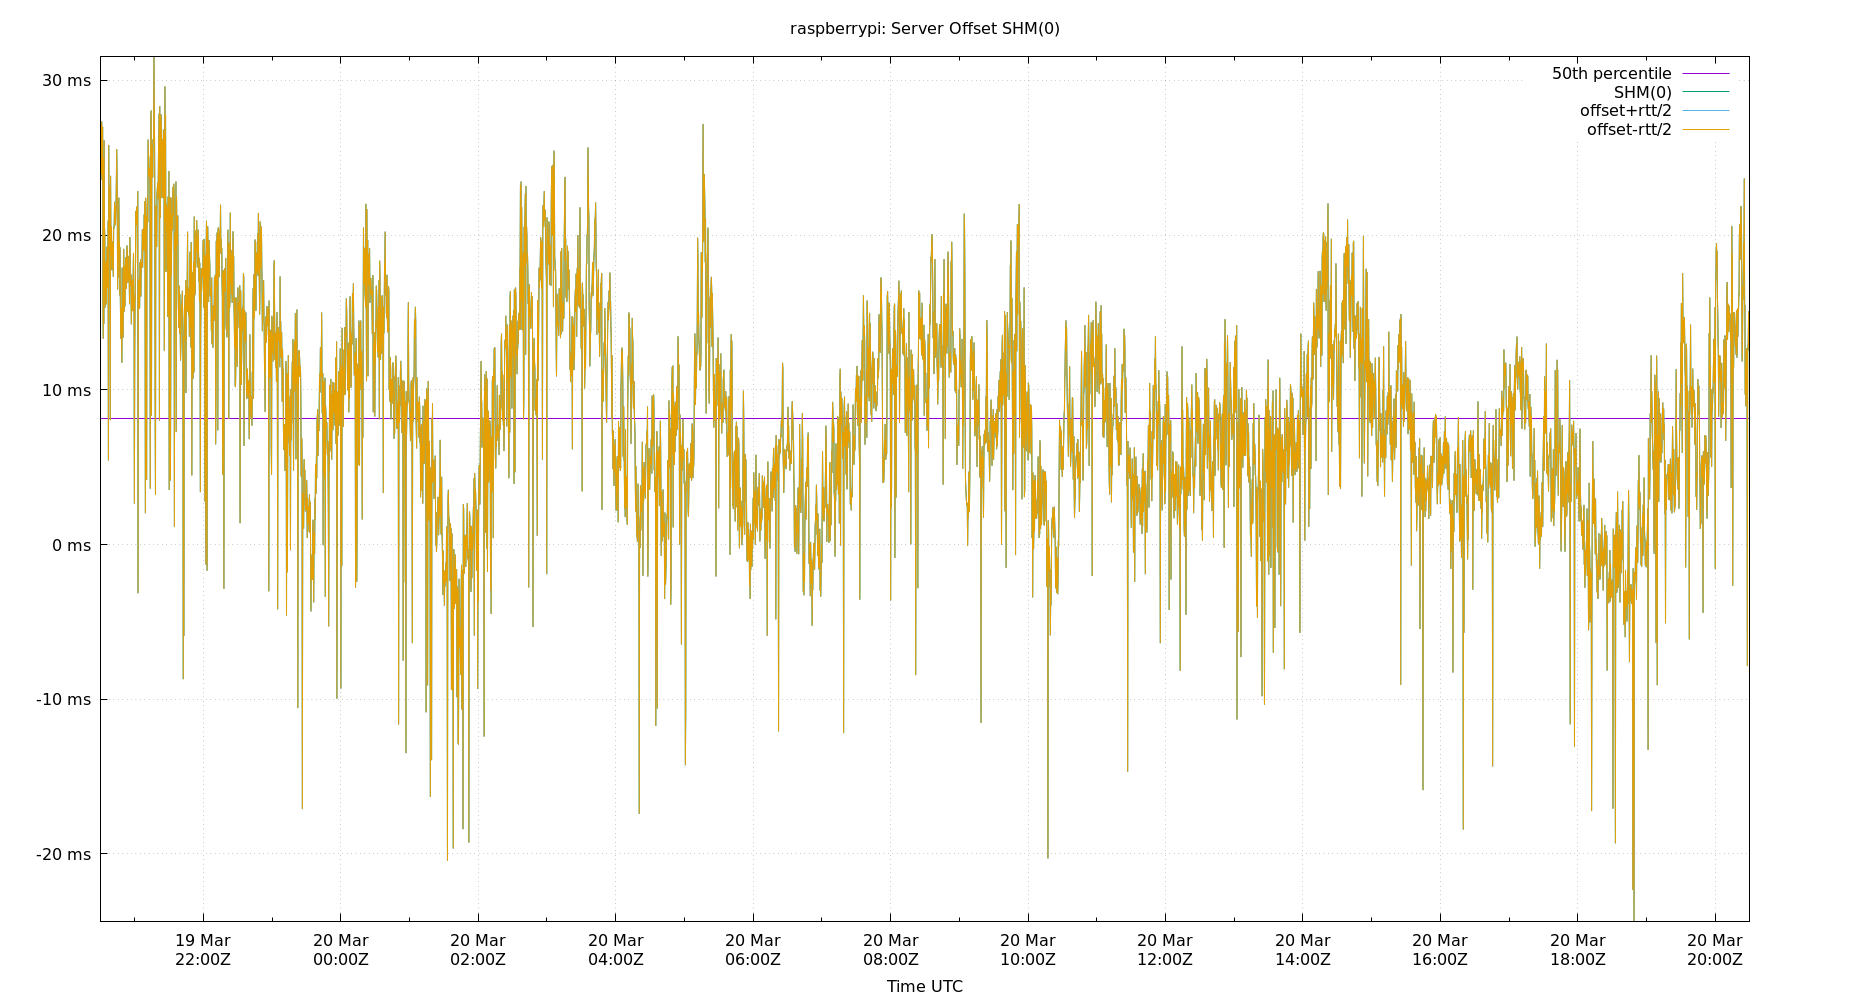 raspberrypi: Server Offset SHM(0)
50th percentile
SHM(0)
offset+rtt/2
offset-rtt/2
30 ms
20 ms
10 ms
0 ms
-10 ms
-20 ms
19 Mar 20 Mar 20 Mar 20 Mar 20 Mar 20 Mar 20 Mar 20 Mar 20 Mar 20 Mar 20 Mar 20 Mar
22:00Z 00:00Z 02:00Z 04:00Z 06:00Z 08:00Z 10:00Z 12:00Z 14:00Z 16:00Z 18:00Z 20:00Z
Time UTC